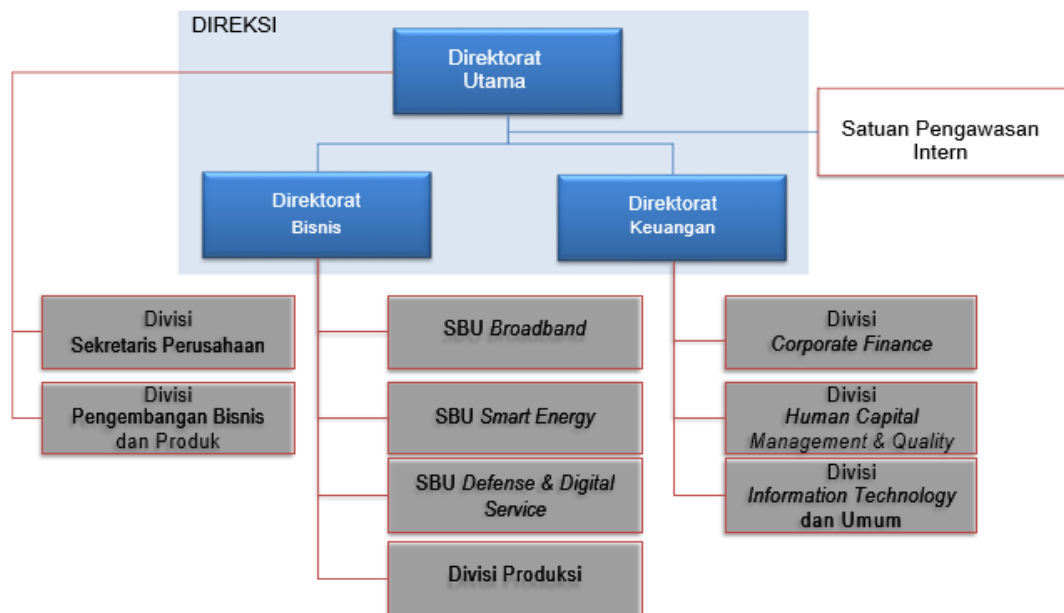 DIREKSI
Direktorat
Utama
Satuan Pengawasan
Intern
Direktorat
Bisnis
Direktorat
Keuangan
Divisi
Sekretaris Perusahaan
Divisi
Pengembangan Bisnis
dan Produk
SBU Broadband
SBU Smart Energy
SBU Defense & Digital
Service
Divisi Produksi
Divisi
Corporate Finance
Divisi
Human Capital
Management & Quality
Divisi
Information Technology
dan Umum